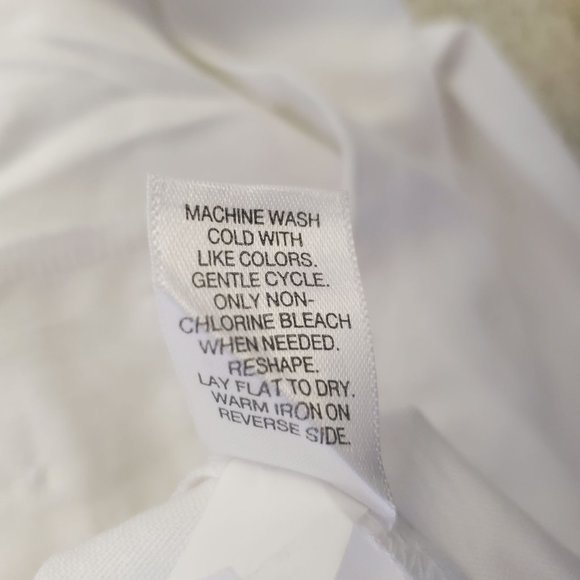 MACHINE WASH
COLD WITH
LIKE COLORS.
GENTLE CYCLE.
ONLY NON-
CHLORINE BLEACH
WHEN NEEDED.
RESHAPE.
LAY FLAT TO DRY.
WARM IRON ON
REVERSE SIDE.